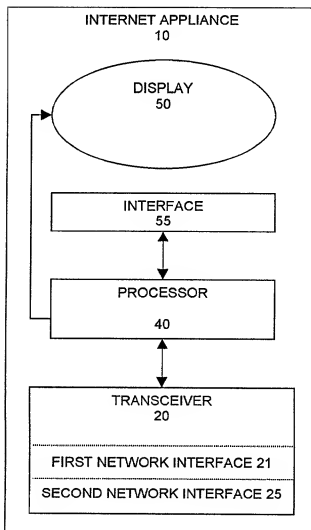 INTERNET APPLIANCE
10
DISPLAY
50
INTERFACE
55
PROCESSOR
40
TRANSCEIVER
20
FIRST NETWORK INTERFACE 21
SECOND NETWORK INTERFACE 25